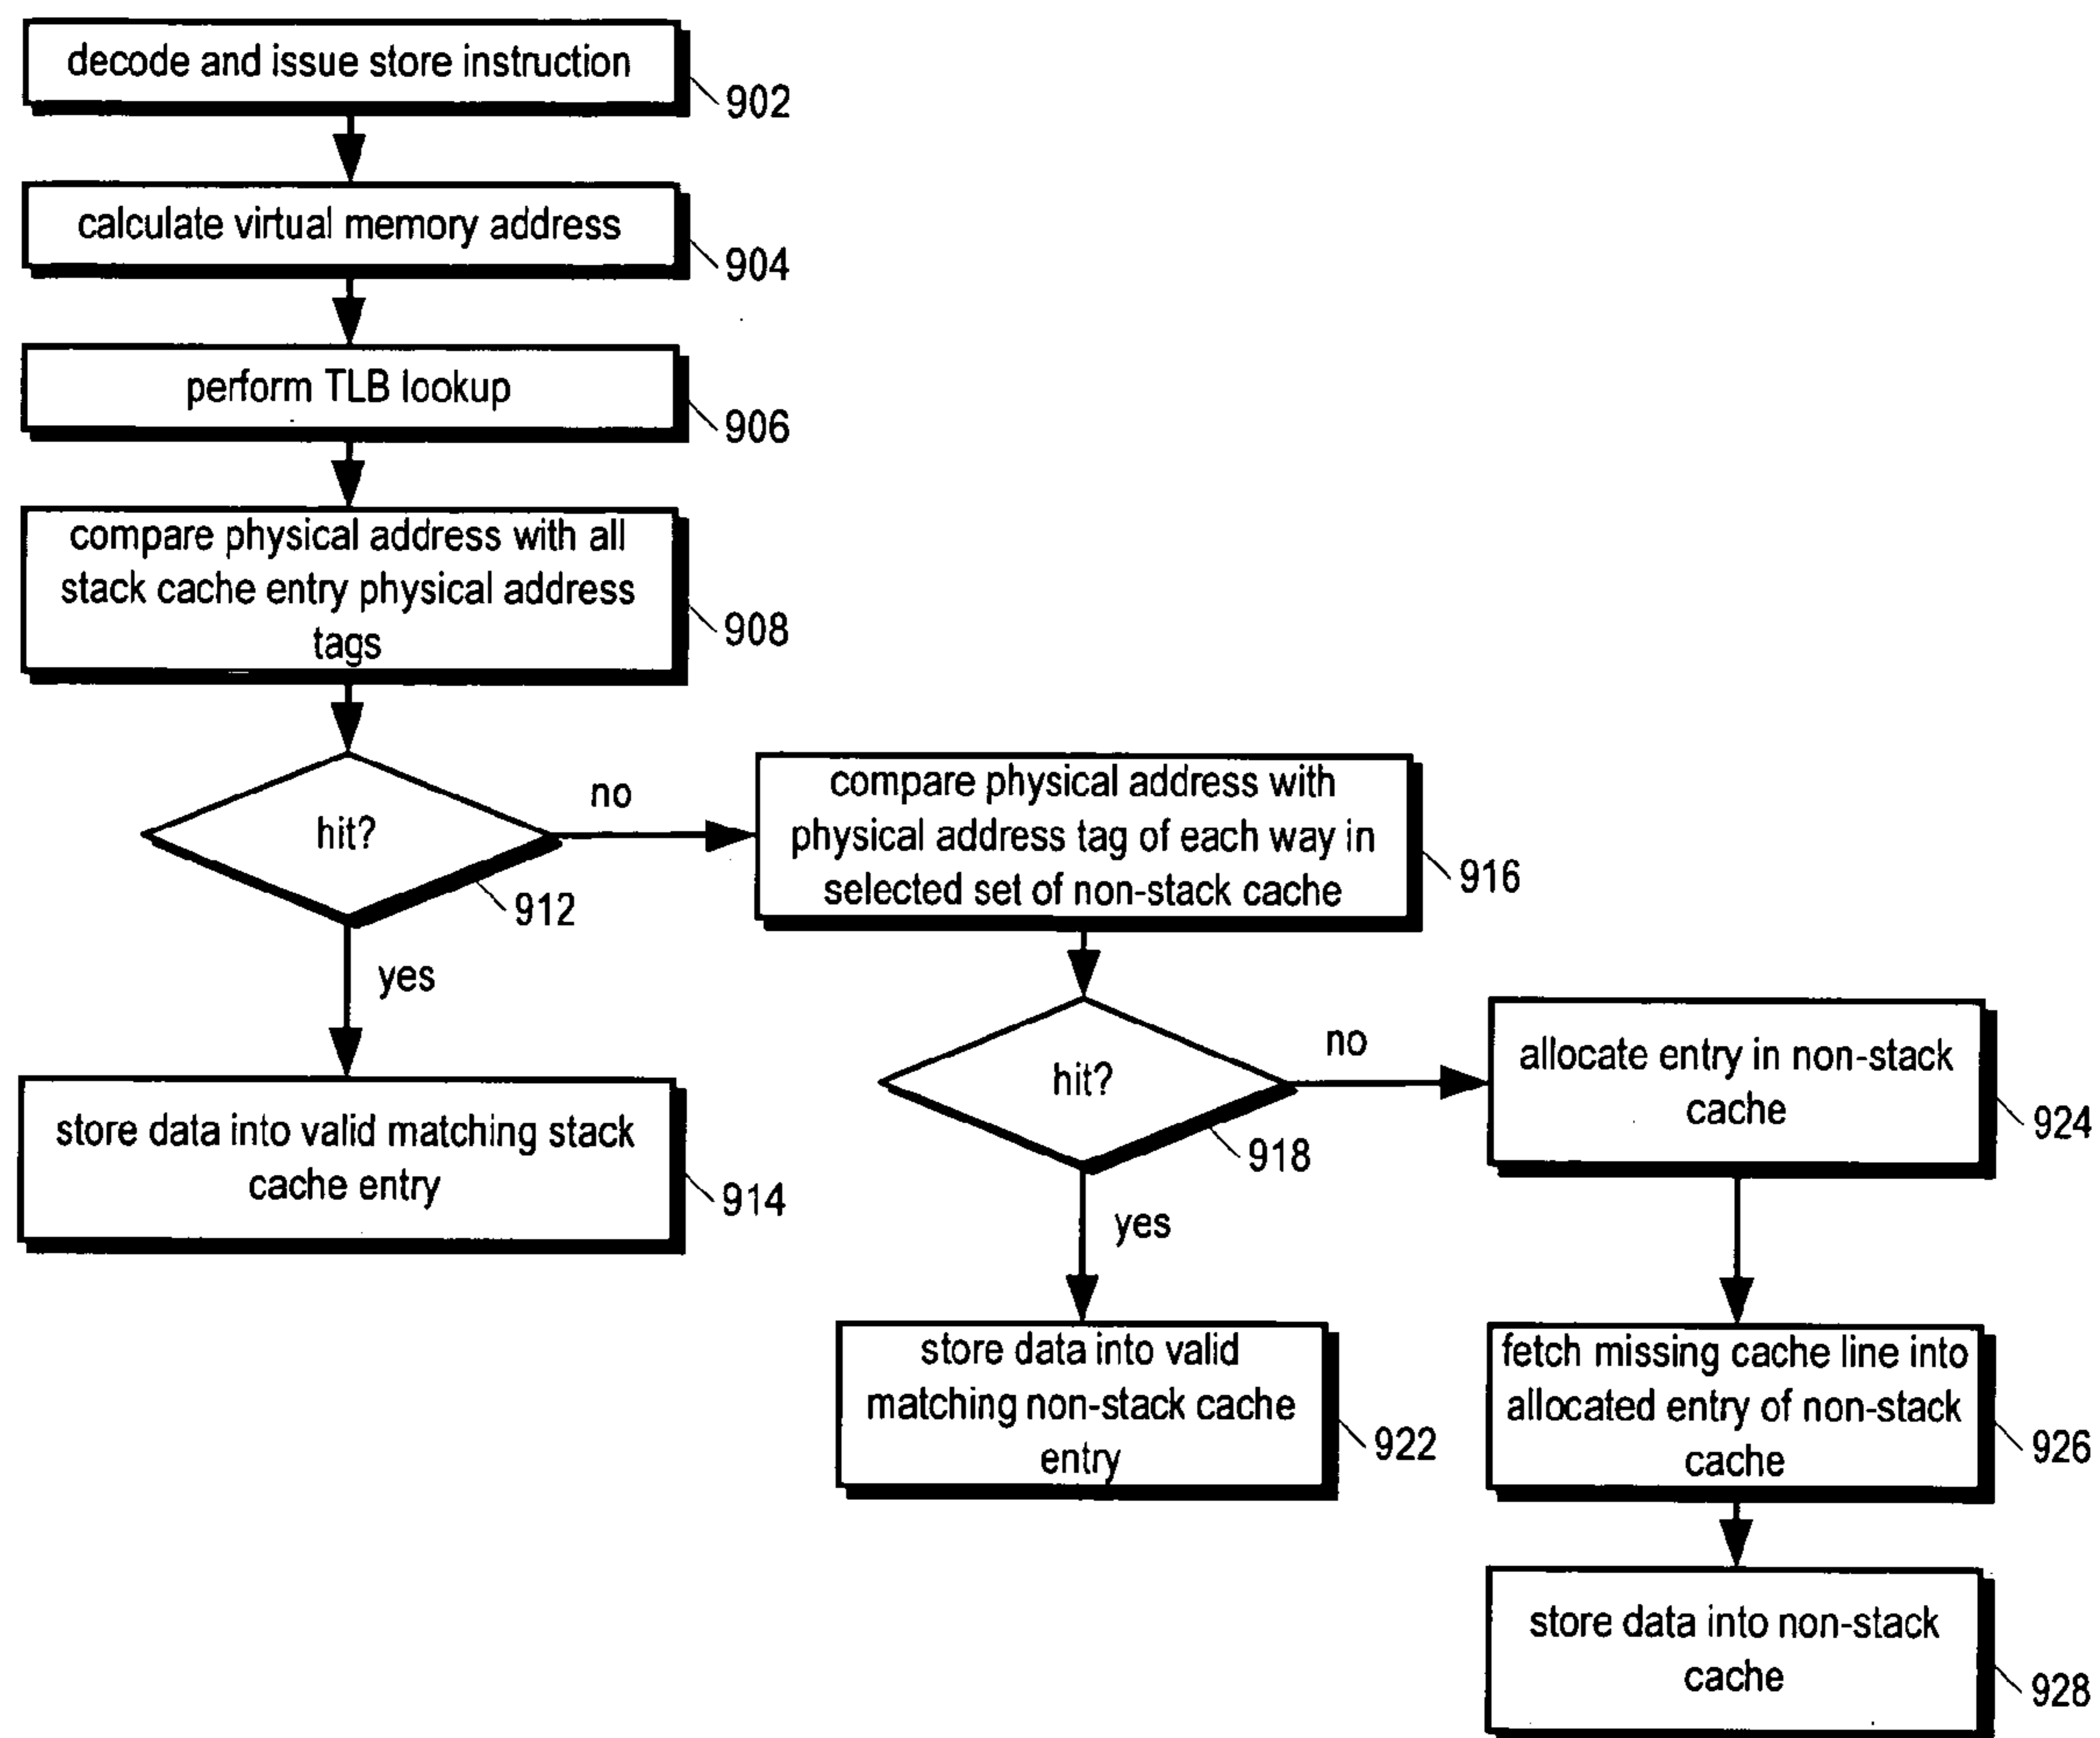 decode and issue store instruction
902
calculate virtual memory address
904
perform TLB lookup
906
compare physical address with all
stack cache entry physical address
tags
908
hit?
912
no
yes
store data into valid matching stack
cache entry
914
compare physical address with
physical address tag of each way in
selected set of non-stack cache
916
hit?
918
no
yes
store data into valid
matching non-stack cache
entry
922
allocate entry in non-stack
cache
924
fetch missing cache line into
allocated entry of non-stack
cache
926
store data into non-stack
cache
928